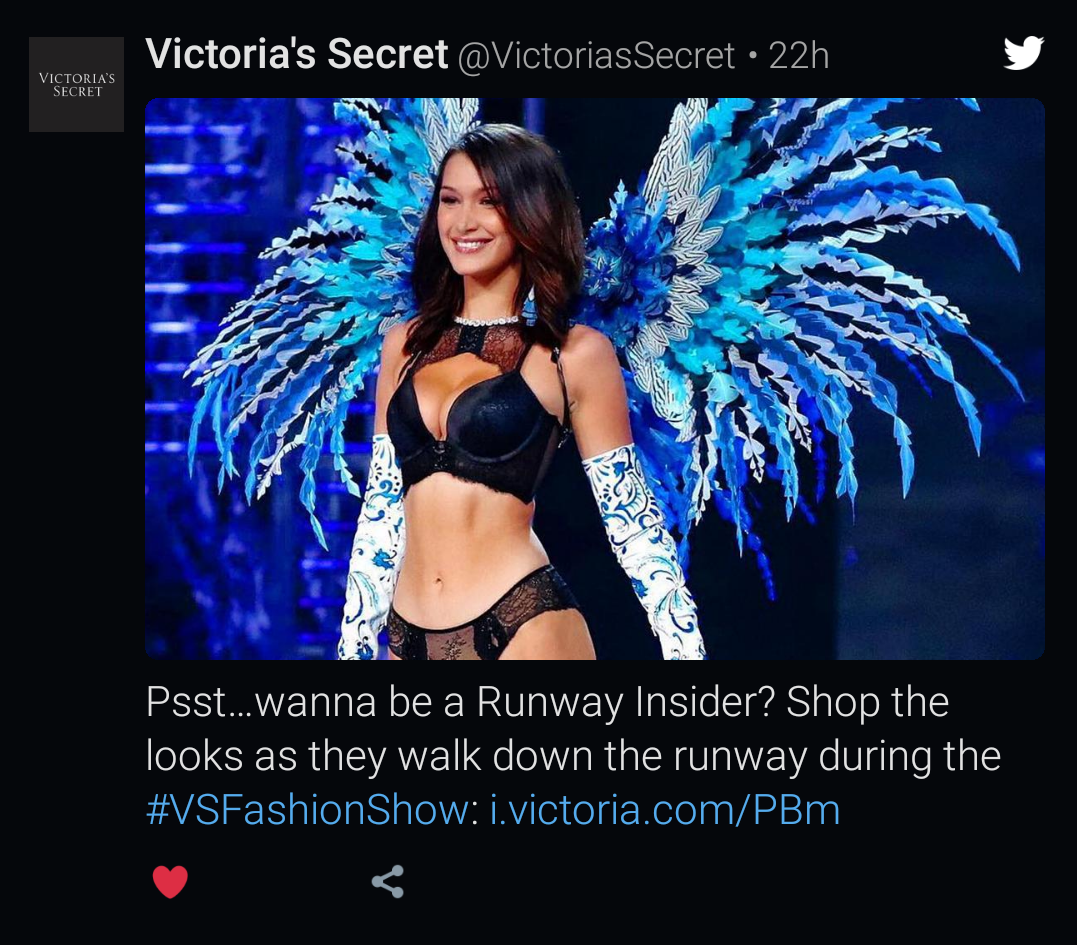 VICTORIA'S
SECRET
Victoria's Secret @VictoriasSecret • 22h
Psst…wanna be a Runway Insider? Shop the
looks as they walk down the runway during the
#VSFashionShow: i.victoria.com/PBm